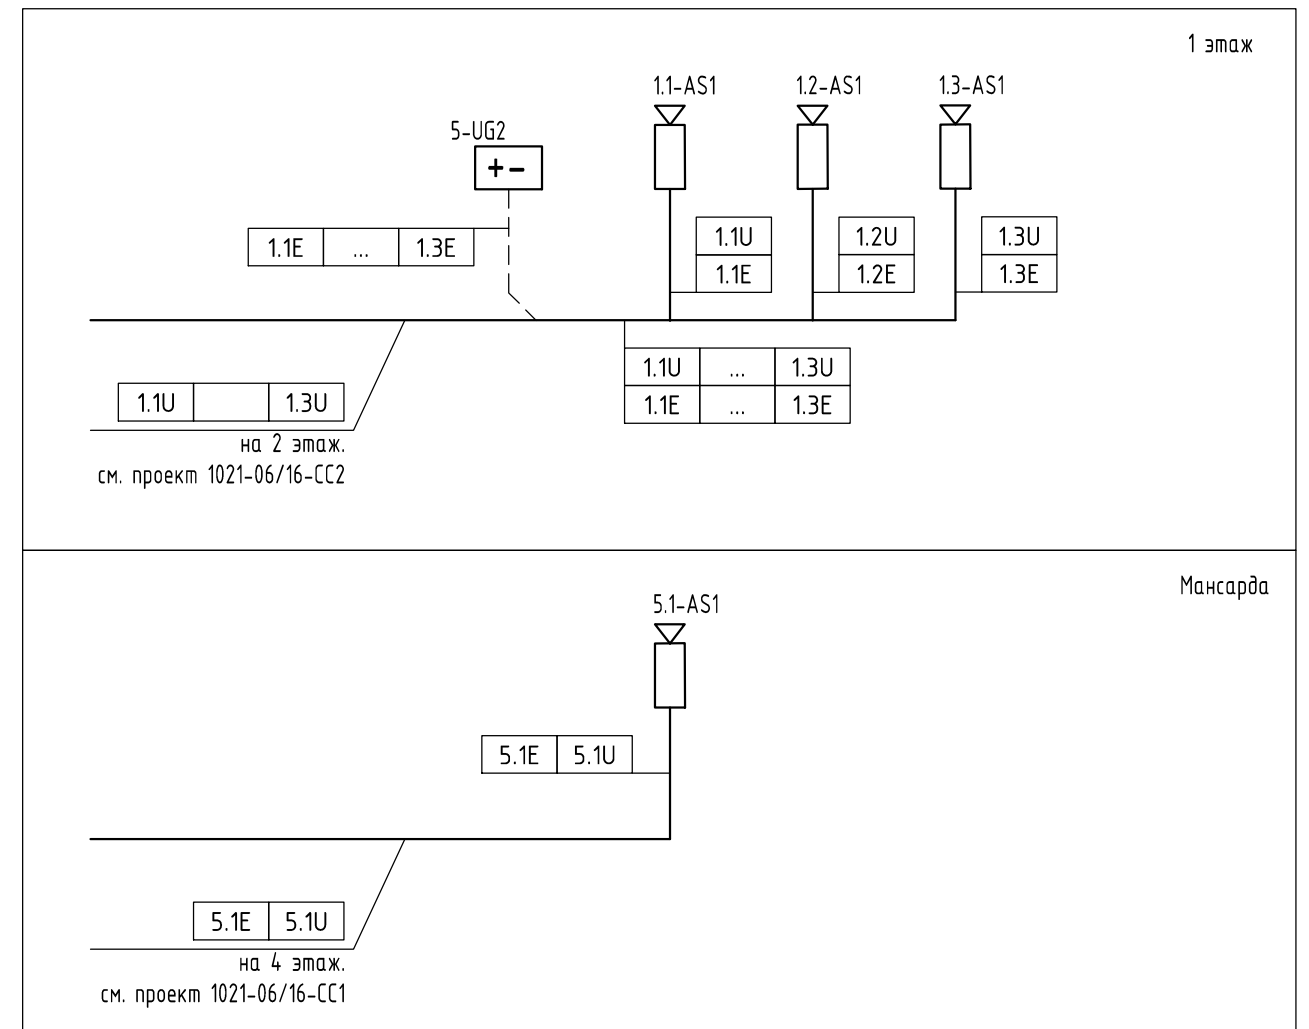 1 этаж
1.1-AS1 1.2-AS1 1.3-AS1
5-UG2
+-
1.1E ... 1.3E
1.1U 1.2U 1.3U
1.1E 1.2E 1.3E
1.1U ... 1.3U
1.1E ... 1.3E
1.1U 1.3U
на 2 этаж.
см. проект 1021-06/16-СС2
Мансарда
5.1-AS1
5.1E 5.1U
5.1E 5.1U
на 4 этаж.
см. проект 1021-06/16-СС1